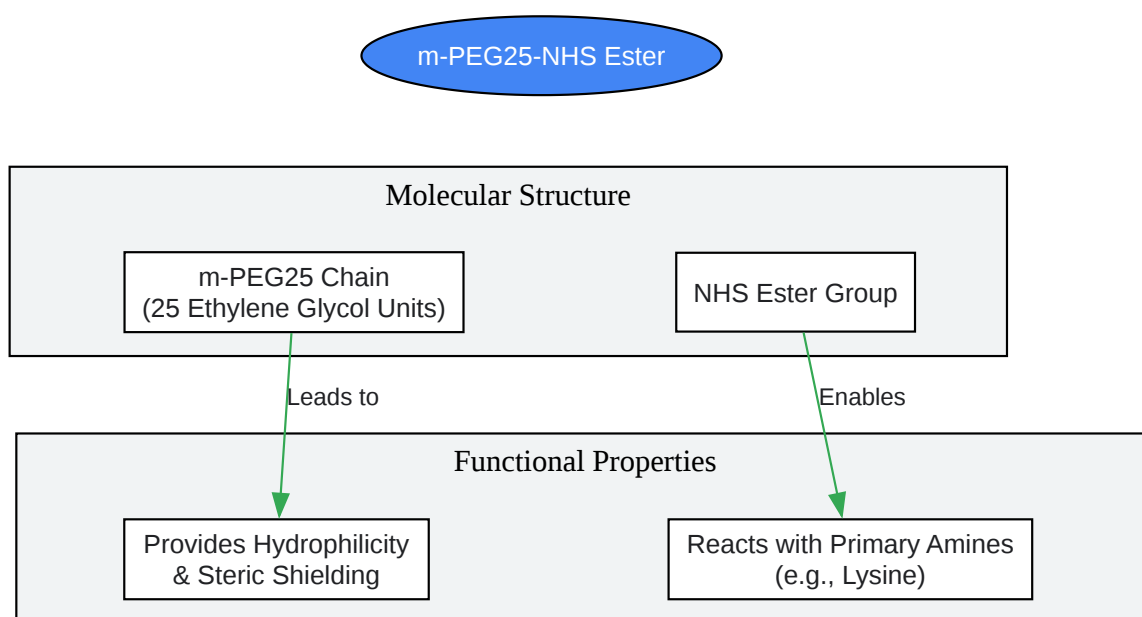 m-PEG25-NHS Ester
Molecular Structure
m-PEG25 Chain
(25 Ethylene Glycol Units)
NHS Ester Group
Leads to
Enables
Functional Properties
Provides Hydrophilicity
& Steric Shielding
Reacts with Primary Amines
(e.g., Lysine)